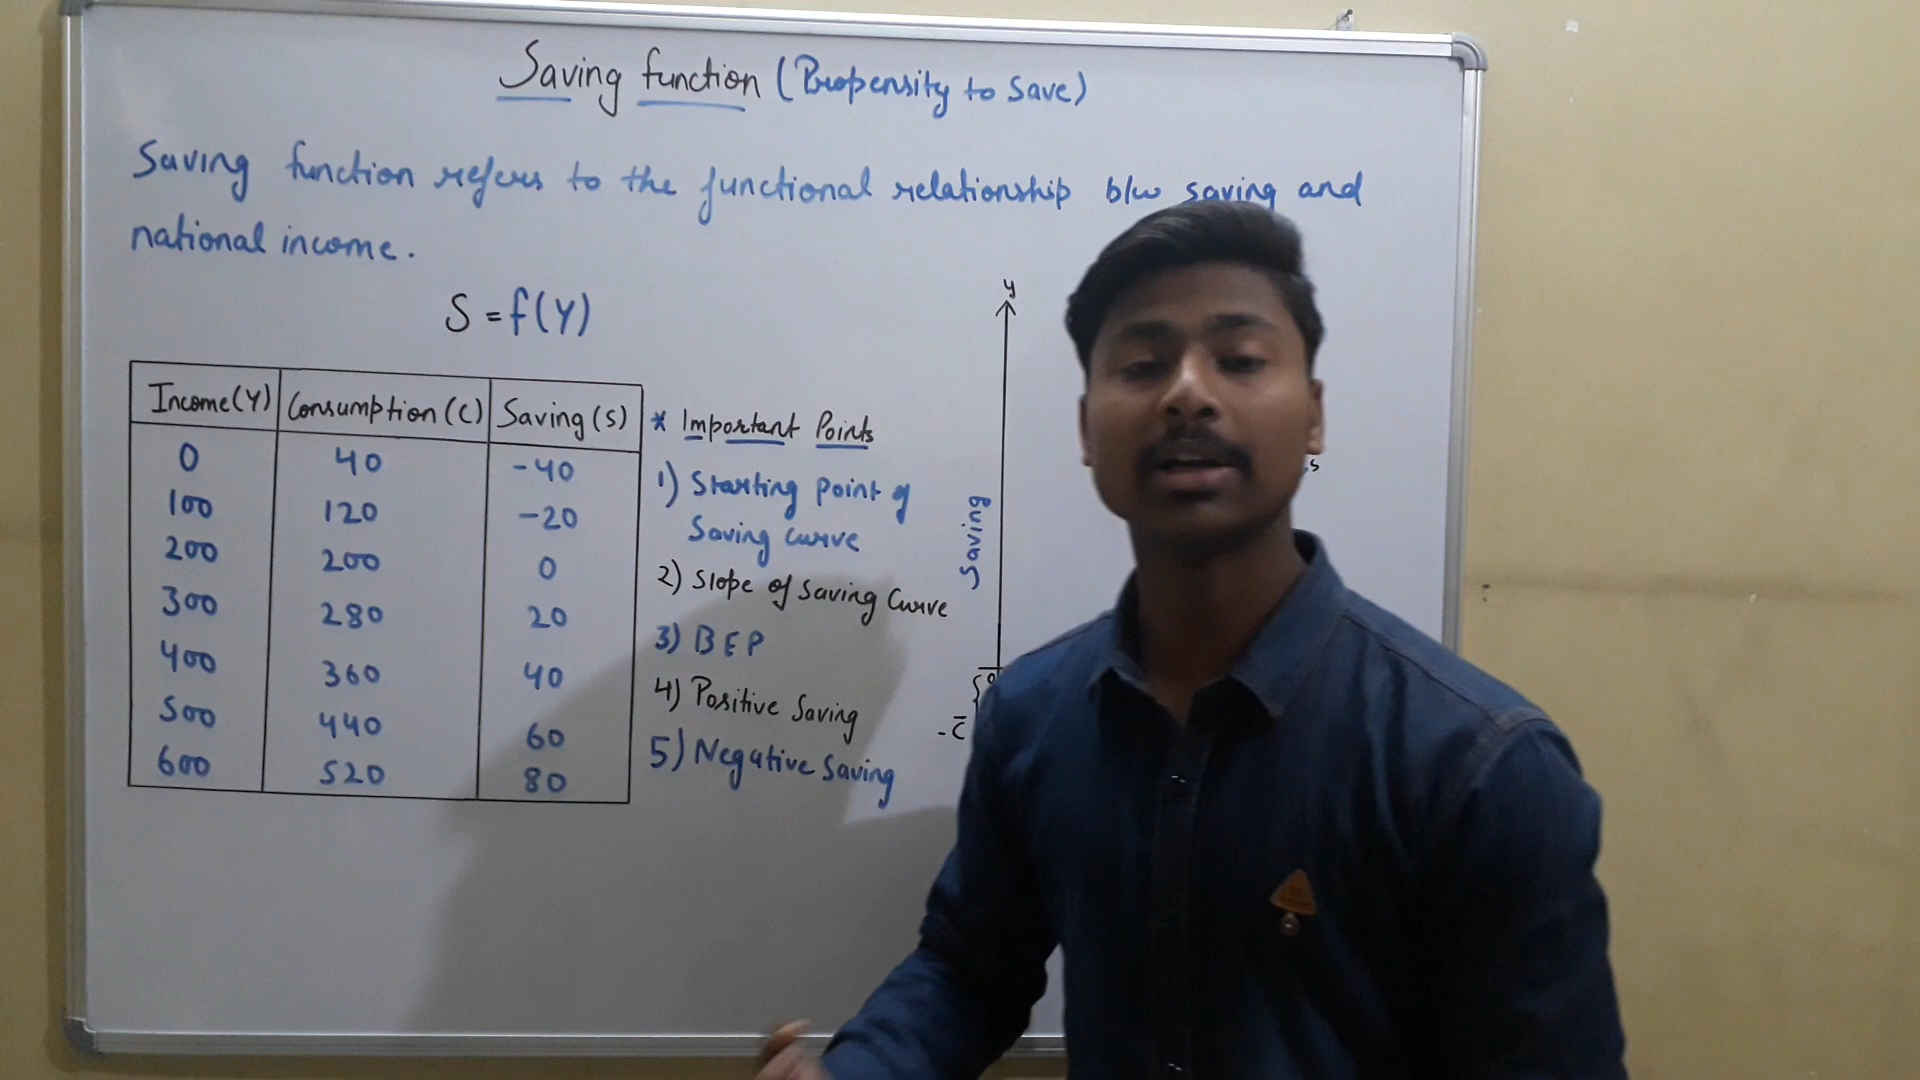 Saving function (Propensity to Save)
Saving function refers to the functional relationship b/w saving and
national income.
S = f(Y)
Income(Y) Consumption(C) Saving(S)
0 40 -40
100 120 -20
200 200 0
300 280 20
400 360 40
500 440 60
600 520 80
* Important Points
1) Starting point of
Saving curve
2) Slope of Saving Curve
3) BEP
4) Positive Saving
5) Negative Saving
y
Saving
S
0
-C̅